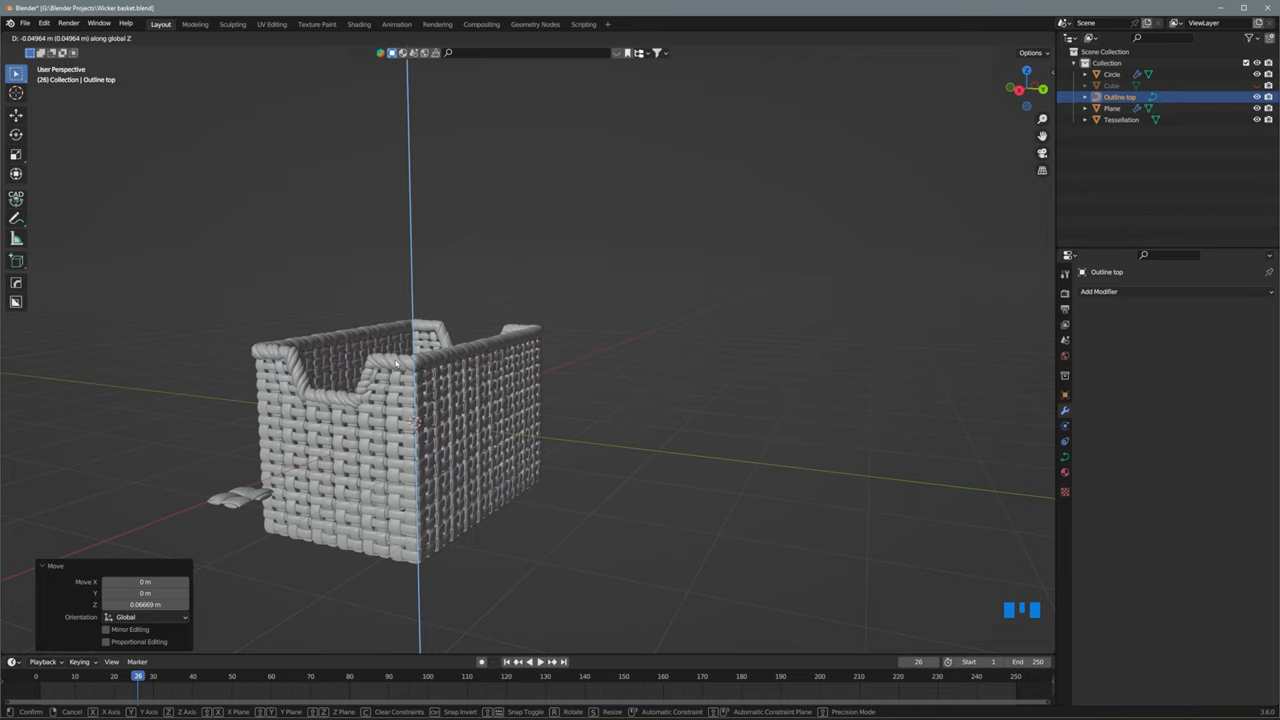 Blender* [G:\Blender Projects\Wicker basket.blend]
File Edit Render Window Help Layout Modeling Sculpting UV Editing Texture Paint Shading Animation Rendering Compositing Geometry Nodes Scripting + Scene ViewLayer
D: -0.04964 m (0.04964 m) along global Z
Options
User Perspective
(26) Collection | Outline top
Scene Collection
Collection
Circle
Cube
Outline top
Plane
Tessellation
Z
X
Y
CAD
Outline top
Add Modifier
Move
Move X 0 m
Y 0 m
Z 0.06669 m
Orientation Global
Mirror Editing
Proportional Editing
Playback Keying View Marker 26 Start 1 End 250
0 10 20 26 30 40 50 60 70 80 90 100 110 120 130 140 150 160 170 180 190 200 210 220 230 240 250
Confirm Cancel X X Axis Y Y Axis Z Z Axis X X Plane Y Y Plane Z Z Plane C Clear Constraints Snap Invert Snap Toggle R Rotate S Resize Automatic Constraint Automatic Constraint Plane Precision Mode 3.6.0